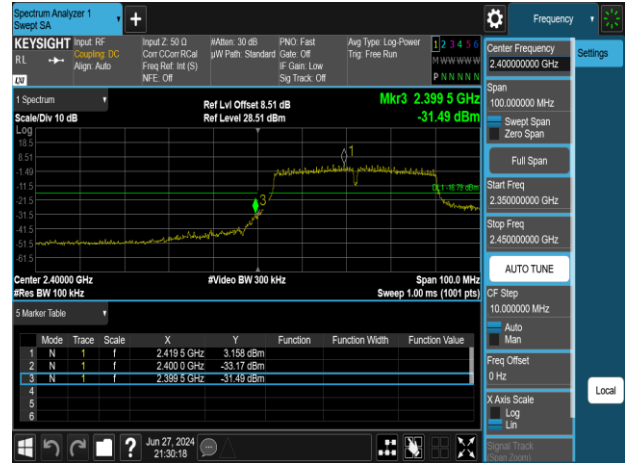 Spectrum Analyzer 1
Swept SA
+
Frequency
KEYSIGHT
RL
LXI
Input: RF
Coupling: DC
Align: Auto
Input Z: 50 Ω
Corr CCorr RCal
Freq Ref: Int (S)
NFE: Off
#Atten: 30 dB
µW Path: Standard
PNO: Fast
Gate: Off
IF Gain: Low
Sig Track: Off
Avg Type: Log-Power
Trig: Free Run
1 2 3 4 5 6
M W W W W W
P N N N N N
1 Spectrum
Scale/Div 10 dB
Ref Lvl Offset 8.51 dB
Ref Level 28.51 dBm
Mkr3 2.399 5 GHz
-31.49 dBm
Log
18.5
8.51
-1.49
-11.5
-21.5
-31.5
-41.5
-51.5
-61.5
1
3
DL1 -16.79 dBm
Center 2.40000 GHz
#Res BW 100 kHz
#Video BW 300 kHz
Span 100.0 MHz
Sweep 1.00 ms (1001 pts)
5 Marker Table
Mode Trace Scale X Y Function Function Width Function Value
1 N 1 f 2.419 5 GHz 3.158 dBm
2 N 1 f 2.400 0 GHz -33.17 dBm
3 N 1 f 2.399 5 GHz -31.49 dBm
4
5
6
Jun 27, 2024
21:30:18
?
Center Frequency
2.400000000 GHz
Span
100.000000 MHz
Swept Span
Zero Span
Full Span
Start Freq
2.350000000 GHz
Stop Freq
2.450000000 GHz
AUTO TUNE
CF Step
10.000000 MHz
Auto
Man
Freq Offset
0 Hz
X Axis Scale
Log
Lin
Signal Track
(Span Zoom)
Settings
Local